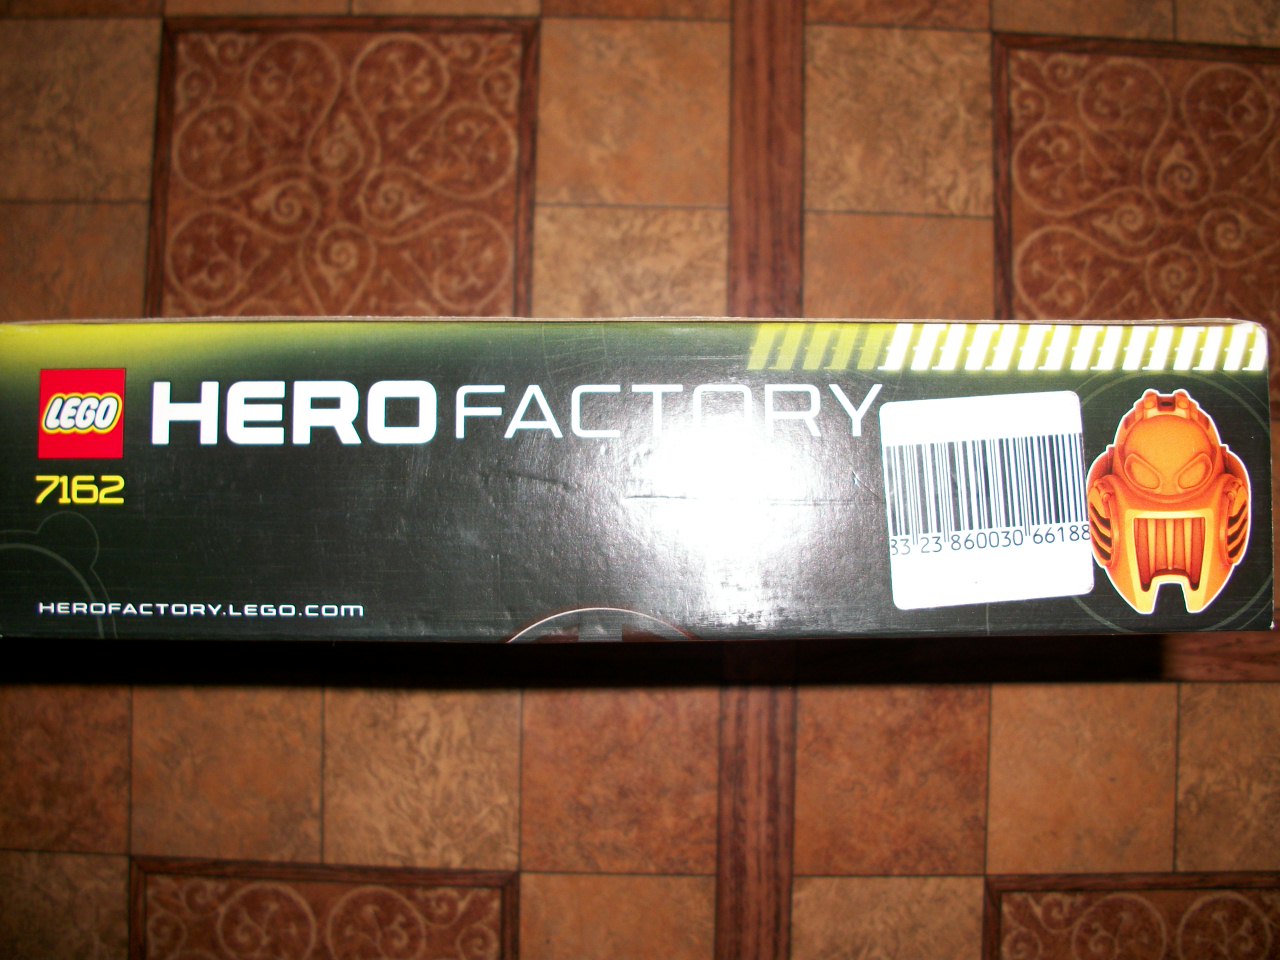 LEGO
HERO FACTORY
7162
33 23 860030 66188
HEROFACTORY.LEGO.COM